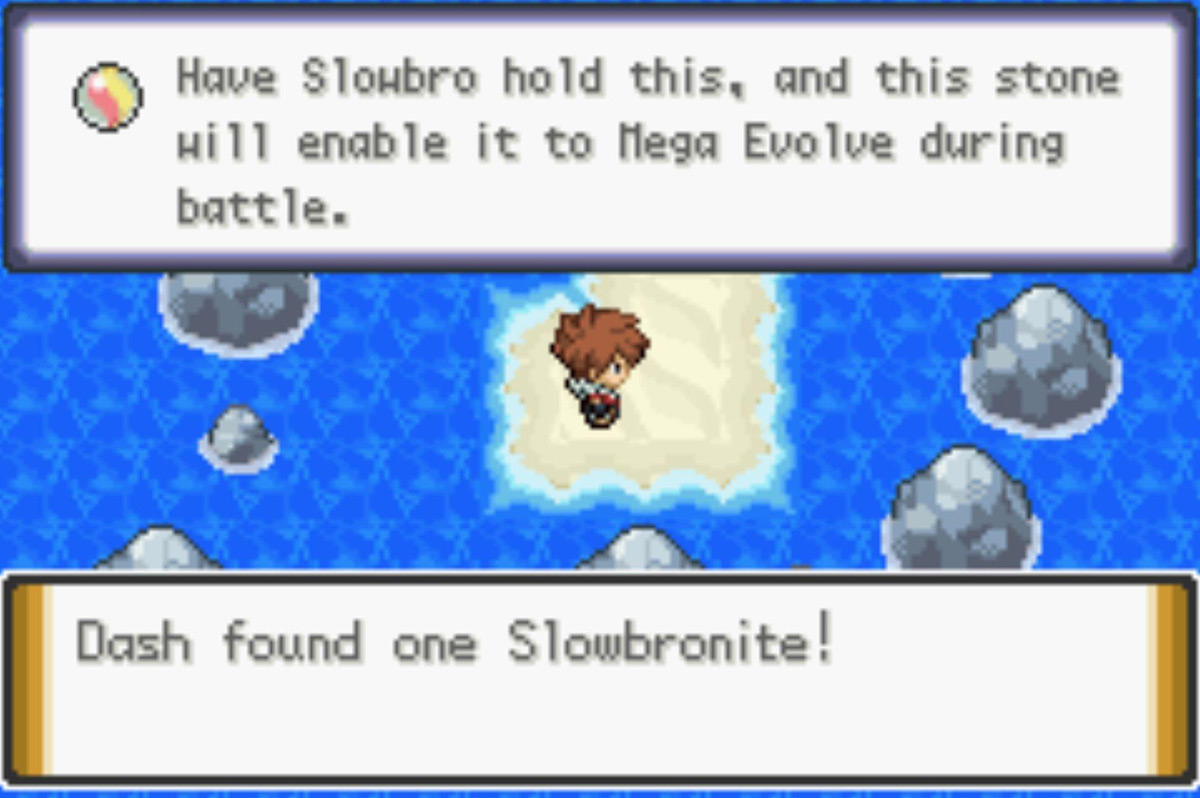 Have Slowbro hold this, and this stone
will enable it to Mega Evolve during
battle.
Dash found one Slowbronite!